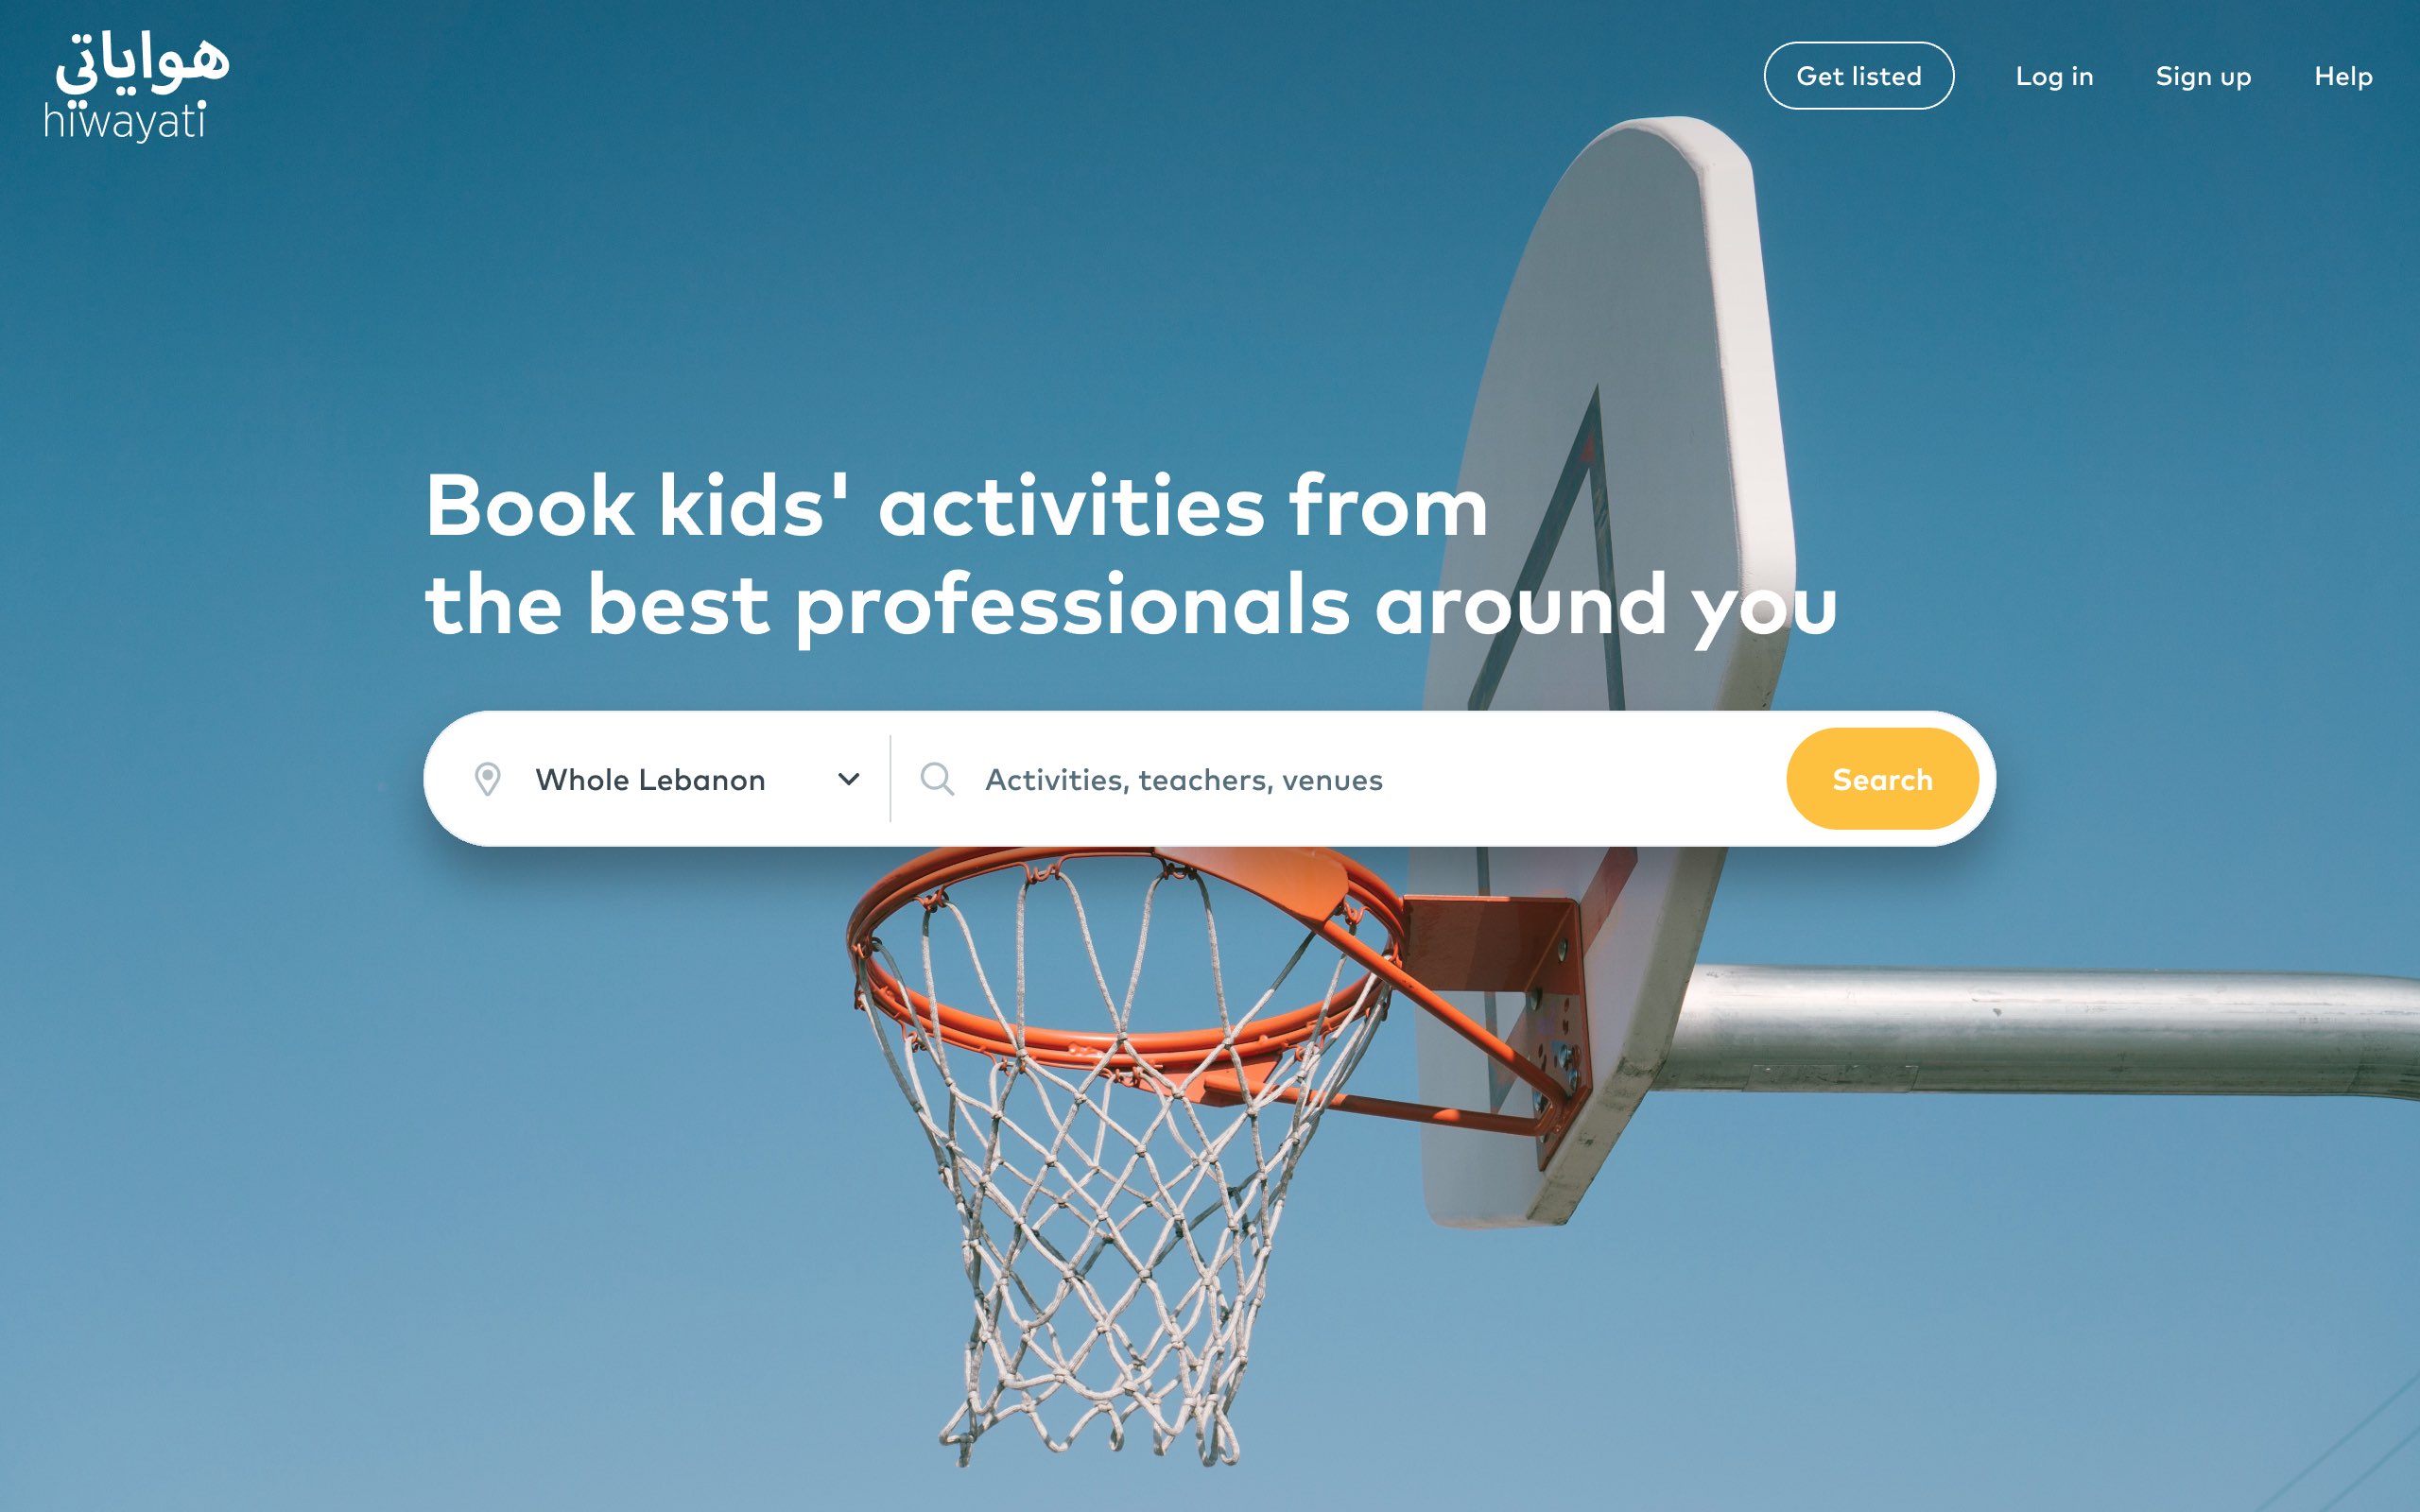 هواياتي
hiwayati
Get listed
Log in
Sign up
Help
Book kids' activities from
the best professionals around you
Whole Lebanon
Activities, teachers, venues
Search